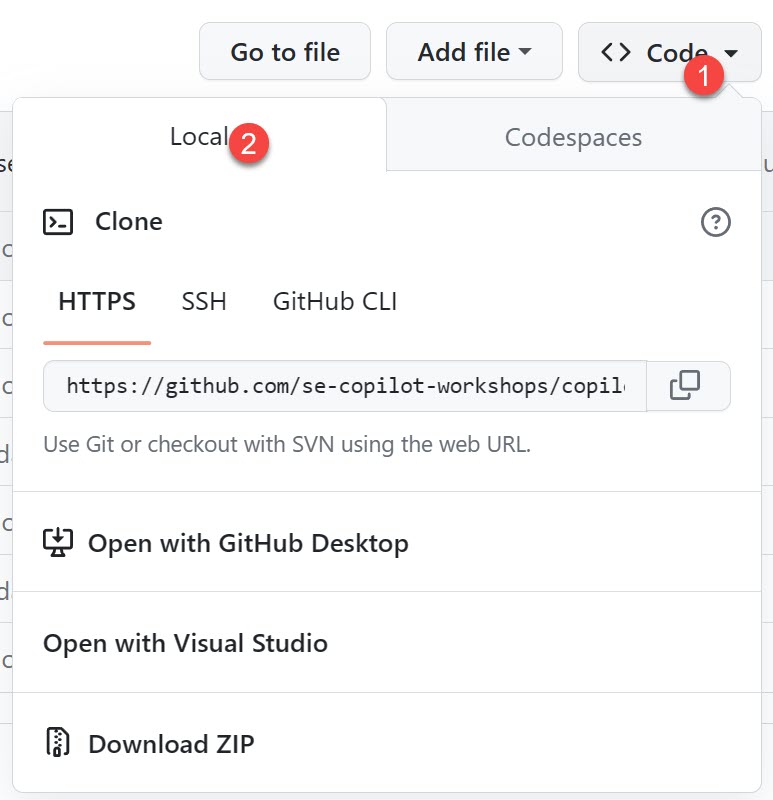 Go to file
Add file
Code
1
Local
2
Codespaces
Clone
HTTPS
SSH
GitHub CLI
https://github.com/se-copilot-workshops/copil
Use Git or checkout with SVN using the web URL.
Open with GitHub Desktop
Open with Visual Studio
Download ZIP